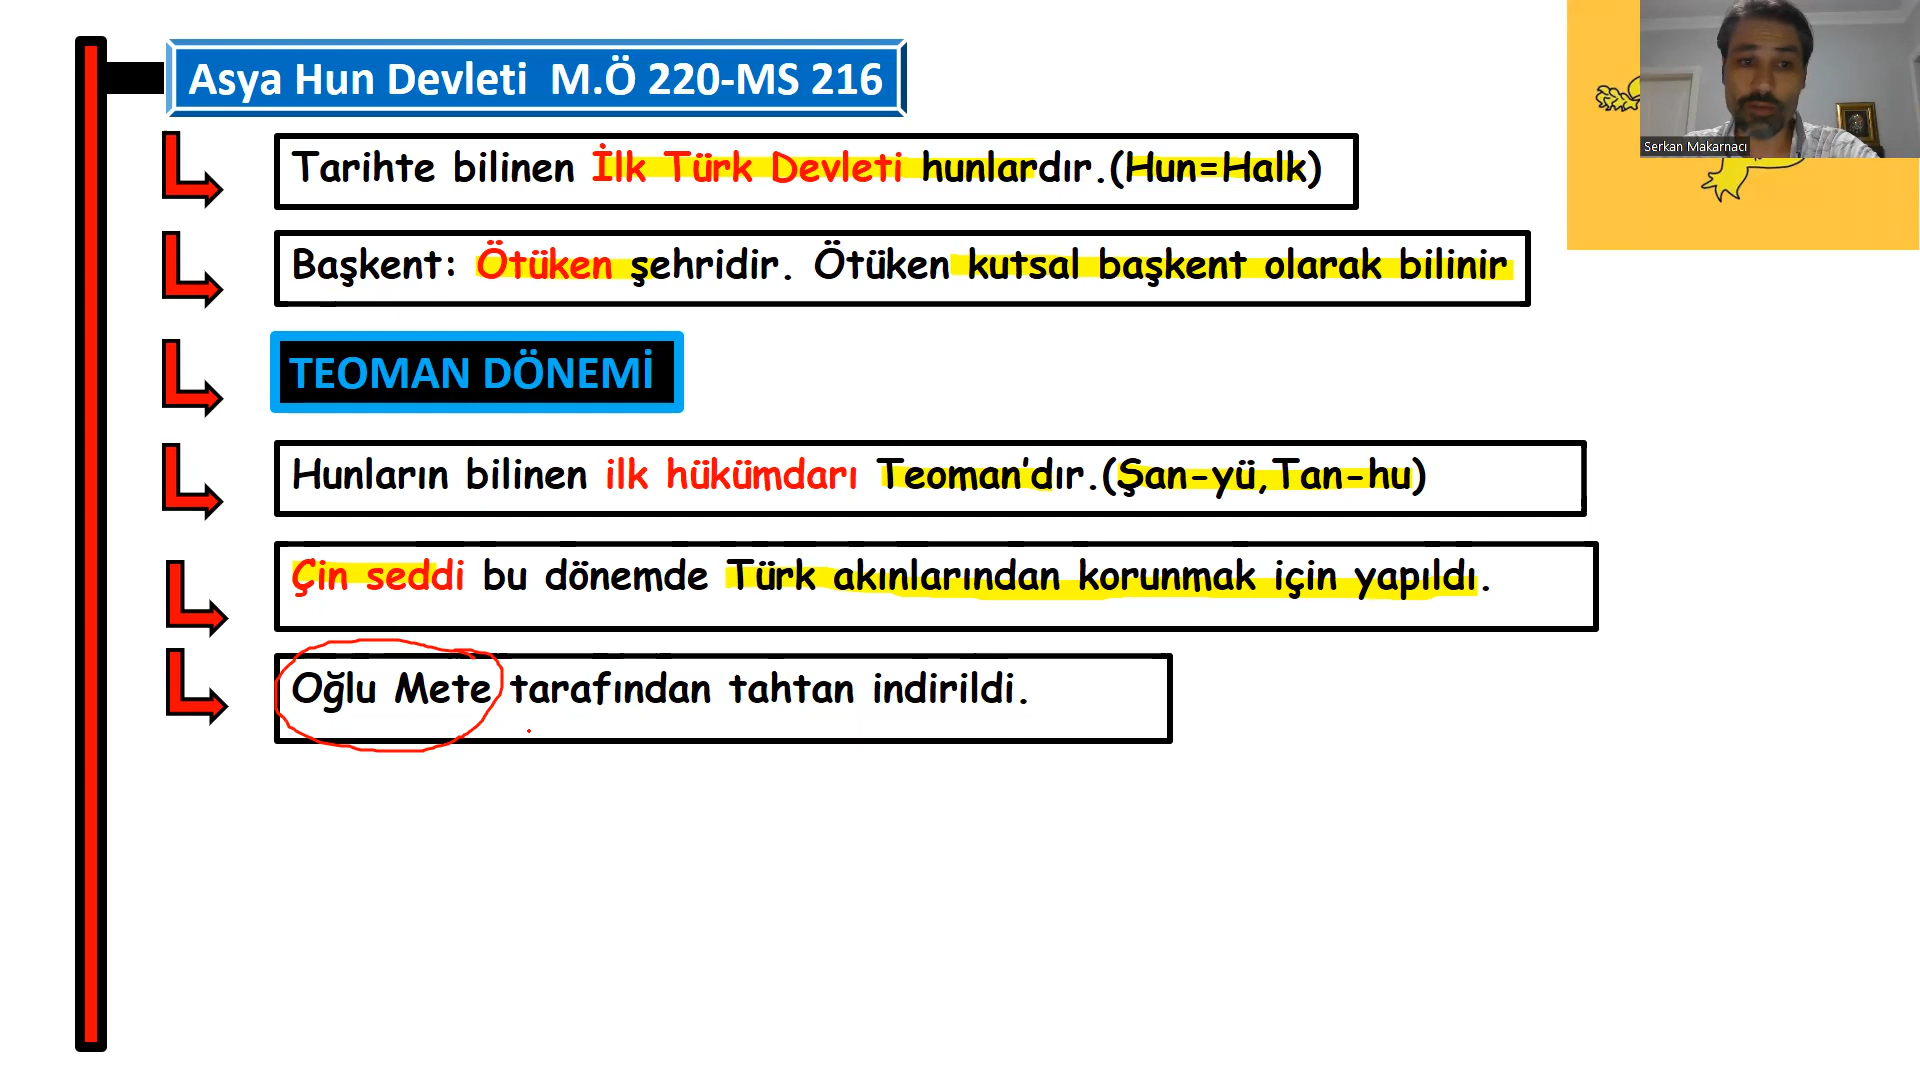 Asya Hun Devleti  M.Ö 220-MS 216
Tarihte bilinen İlk Türk Devleti hunlardır.(Hun=Halk)
Başkent: Ötüken şehridir. Ötüken kutsal başkent olarak bilinir
TEOMAN DÖNEMİ
Hunların bilinen ilk hükümdarı Teoman’dır.(Şan-yü,Tan-hu)
Çin seddi bu dönemde Türk akınlarından korunmak için yapıldı.
Oğlu Mete tarafından tahtan indirildi.
Serkan Makarnacı